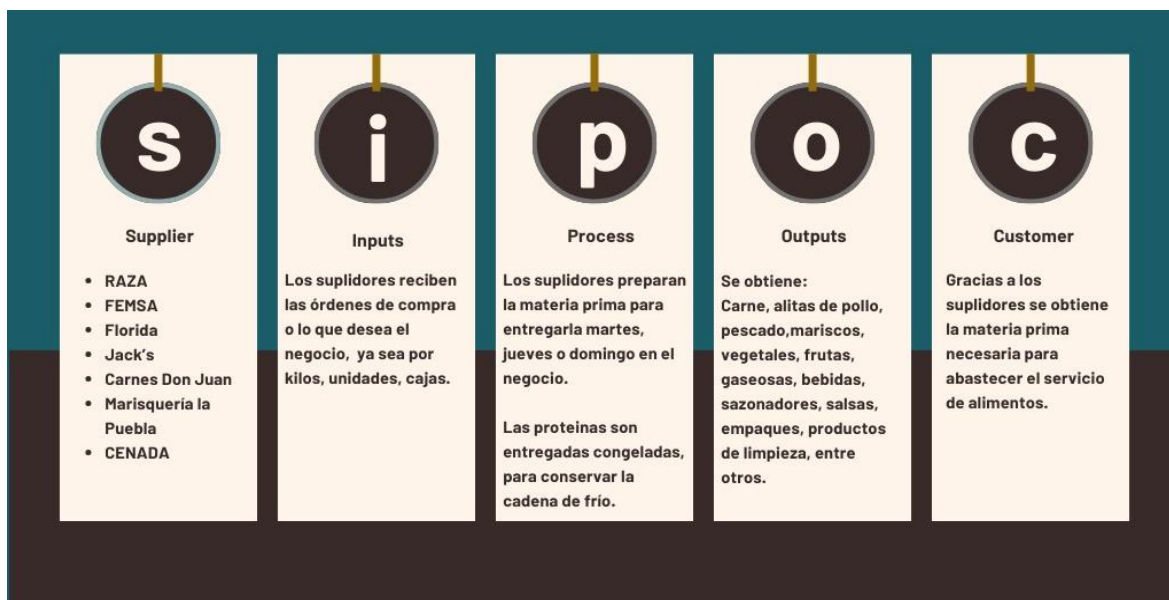 s
Supplier
• RAZA
• FEMSA
• Florida
• Jack's
• Carnes Don Juan
• Marisquería la
Puebla
• CENADA
i
Inputs
Los suplidores reciben
las órdenes de compra
o lo que desea el
negocio, ya sea por
kilos, unidades, cajas.
p
Process
Los suplidores preparan
la materia prima para
entregarla martes,
jueves o domingo en el
negocio.
Las proteinas son
entregadas congeladas,
para conservar la
cadena de frío.
o
Outputs
Se obtiene:
Carne, alitas de pollo,
pescado,mariscos,
vegetales, frutas,
gaseosas, bebidas,
sazonadores, salsas,
empaques, productos
de limpieza, entre
otros.
c
Customer
Gracias a los
suplidores se obtiene
la materia prima
necesaria para
abastecer el servicio
de alimentos.